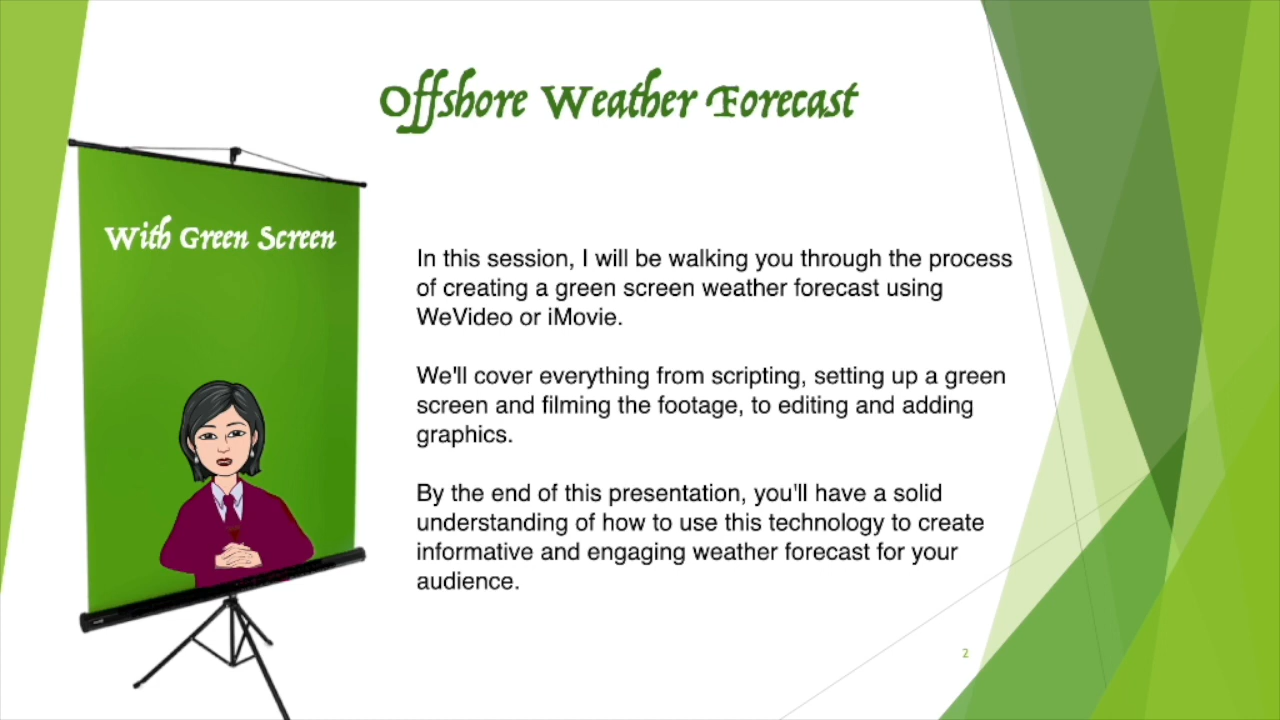 Offshore Weather Forecast
With Green Screen
In this session, I will be walking you through the process
of creating a green screen weather forecast using
WeVideo or iMovie.
We'll cover everything from scripting, setting up a green
screen and filming the footage, to editing and adding
graphics.
By the end of this presentation, you'll have a solid
understanding of how to use this technology to create
informative and engaging weather forecast for your
audience.
2